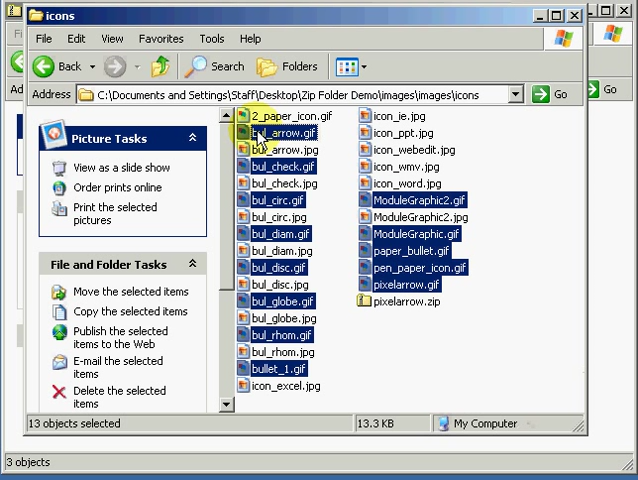 icons
File Edit View Favorites Tools Help
Back Search Folders
Address C:\Documents and Settings\Staff\Desktop\Zip Folder Demo\images\images\icons Go
Picture Tasks
View as a slide show
Order prints online
Print the selected
pictures
File and Folder Tasks
Move the selected items
Copy the selected items
Publish the selected
items to the Web
E-mail the selected
items
Delete the selected
items
2_paper_icon.gif
bul_arrow.gif
bul_arrow.jpg
bul_check.gif
bul_check.jpg
bul_circ.gif
bul_circ.jpg
bul_diam.gif
bul_diam.jpg
bul_disc.gif
bul_disc.jpg
bul_globe.gif
bul_globe.jpg
bul_rhom.gif
bul_rhom.jpg
bullet_1.gif
icon_excel.jpg
icon_ie.jpg
icon_ppt.jpg
icon_webedit.jpg
icon_wmv.jpg
icon_word.jpg
ModuleGraphic2.gif
ModuleGraphic2.jpg
ModuleGraphic.gif
paper_bullet.gif
pen_paper_icon.gif
pixelarrow.gif
pixelarrow.zip
13 objects selected 13.3 KB My Computer
Go
3 objects